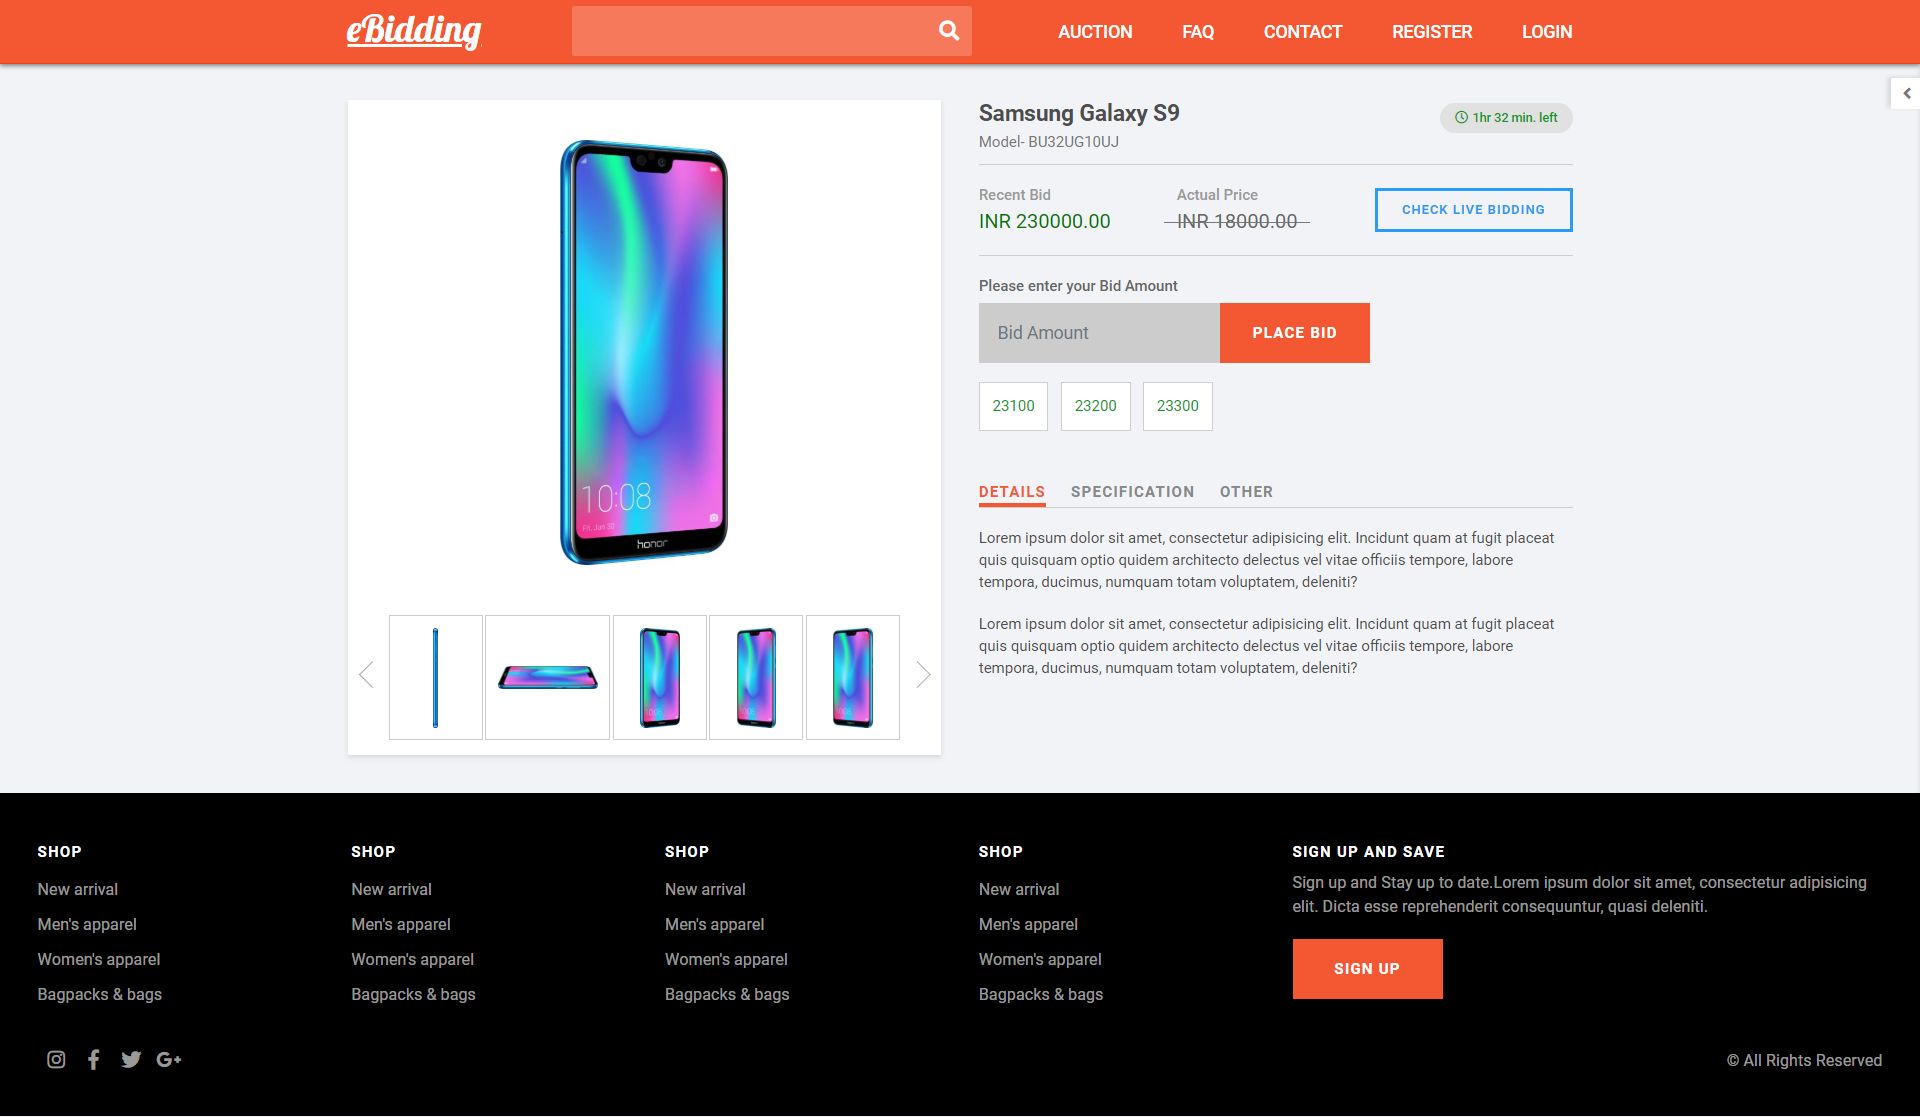 eBidding
AUCTION FAQ CONTACT REGISTER LOGIN
Samsung Galaxy S9
1hr 32 min. left
Model- BU32UG10UJ
Recent Bid
Actual Price
INR 230000.00
INR 18000.00
CHECK LIVE BIDDING
Please enter your Bid Amount
Bid Amount
PLACE BID
23100 23200 23300
10:08
Fri, Jun 30
honor
DETAILS SPECIFICATION OTHER
Lorem ipsum dolor sit amet, consectetur adipisicing elit. Incidunt quam at fugit placeat
quis quisquam optio quidem architecto delectus vel vitae officiis tempore, labore
tempora, ducimus, numquam totam voluptatem, deleniti?
Lorem ipsum dolor sit amet, consectetur adipisicing elit. Incidunt quam at fugit placeat
quis quisquam optio quidem architecto delectus vel vitae officiis tempore, labore
tempora, ducimus, numquam totam voluptatem, deleniti?
SHOP
New arrival
Men's apparel
Women's apparel
Bagpacks & bags
SHOP
New arrival
Men's apparel
Women's apparel
Bagpacks & bags
SHOP
New arrival
Men's apparel
Women's apparel
Bagpacks & bags
SHOP
New arrival
Men's apparel
Women's apparel
Bagpacks & bags
SIGN UP AND SAVE
Sign up and Stay up to date.Lorem ipsum dolor sit amet, consectetur adipisicing
elit. Dicta esse reprehenderit consequuntur, quasi deleniti.
SIGN UP
© All Rights Reserved